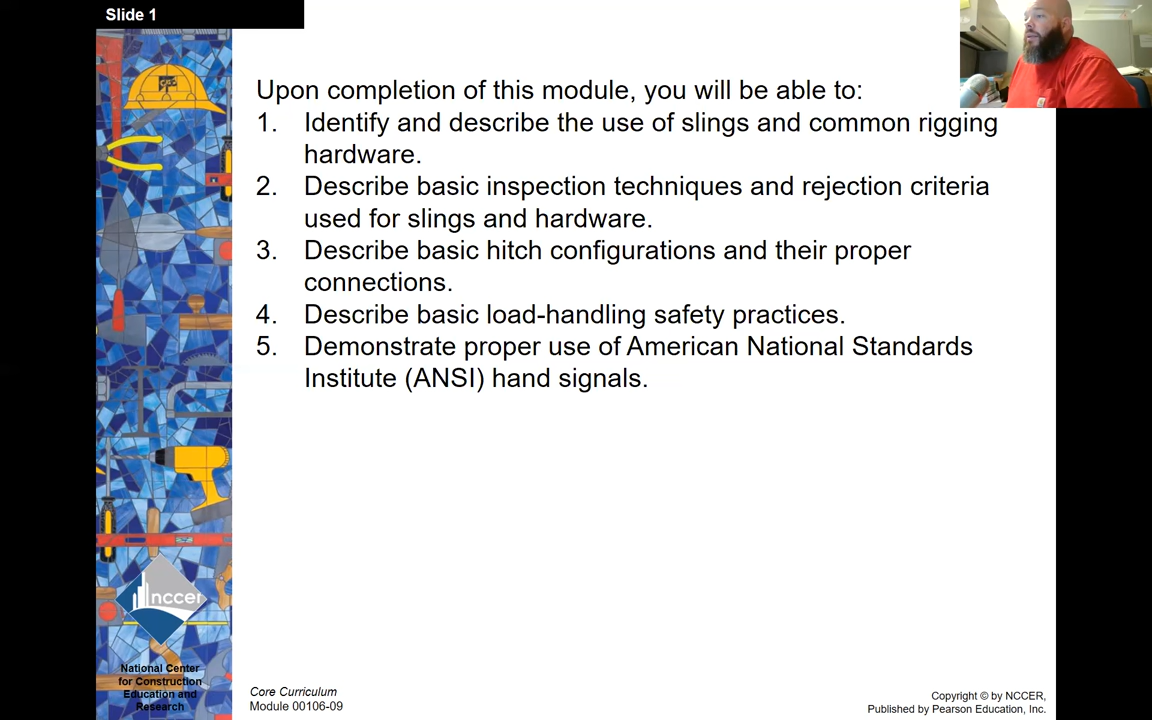 Slide 1
Upon completion of this module, you will be able to:
1. Identify and describe the use of slings and common rigging
hardware.
2. Describe basic inspection techniques and rejection criteria
used for slings and hardware.
3. Describe basic hitch configurations and their proper
connections.
4. Describe basic load-handling safety practices.
5. Demonstrate proper use of American National Standards
Institute (ANSI) hand signals.
nccer
National Center
for Construction
Education and
Research
Core Curriculum
Module 00106-09
Copyright © by NCCER,
Published by Pearson Education, Inc.